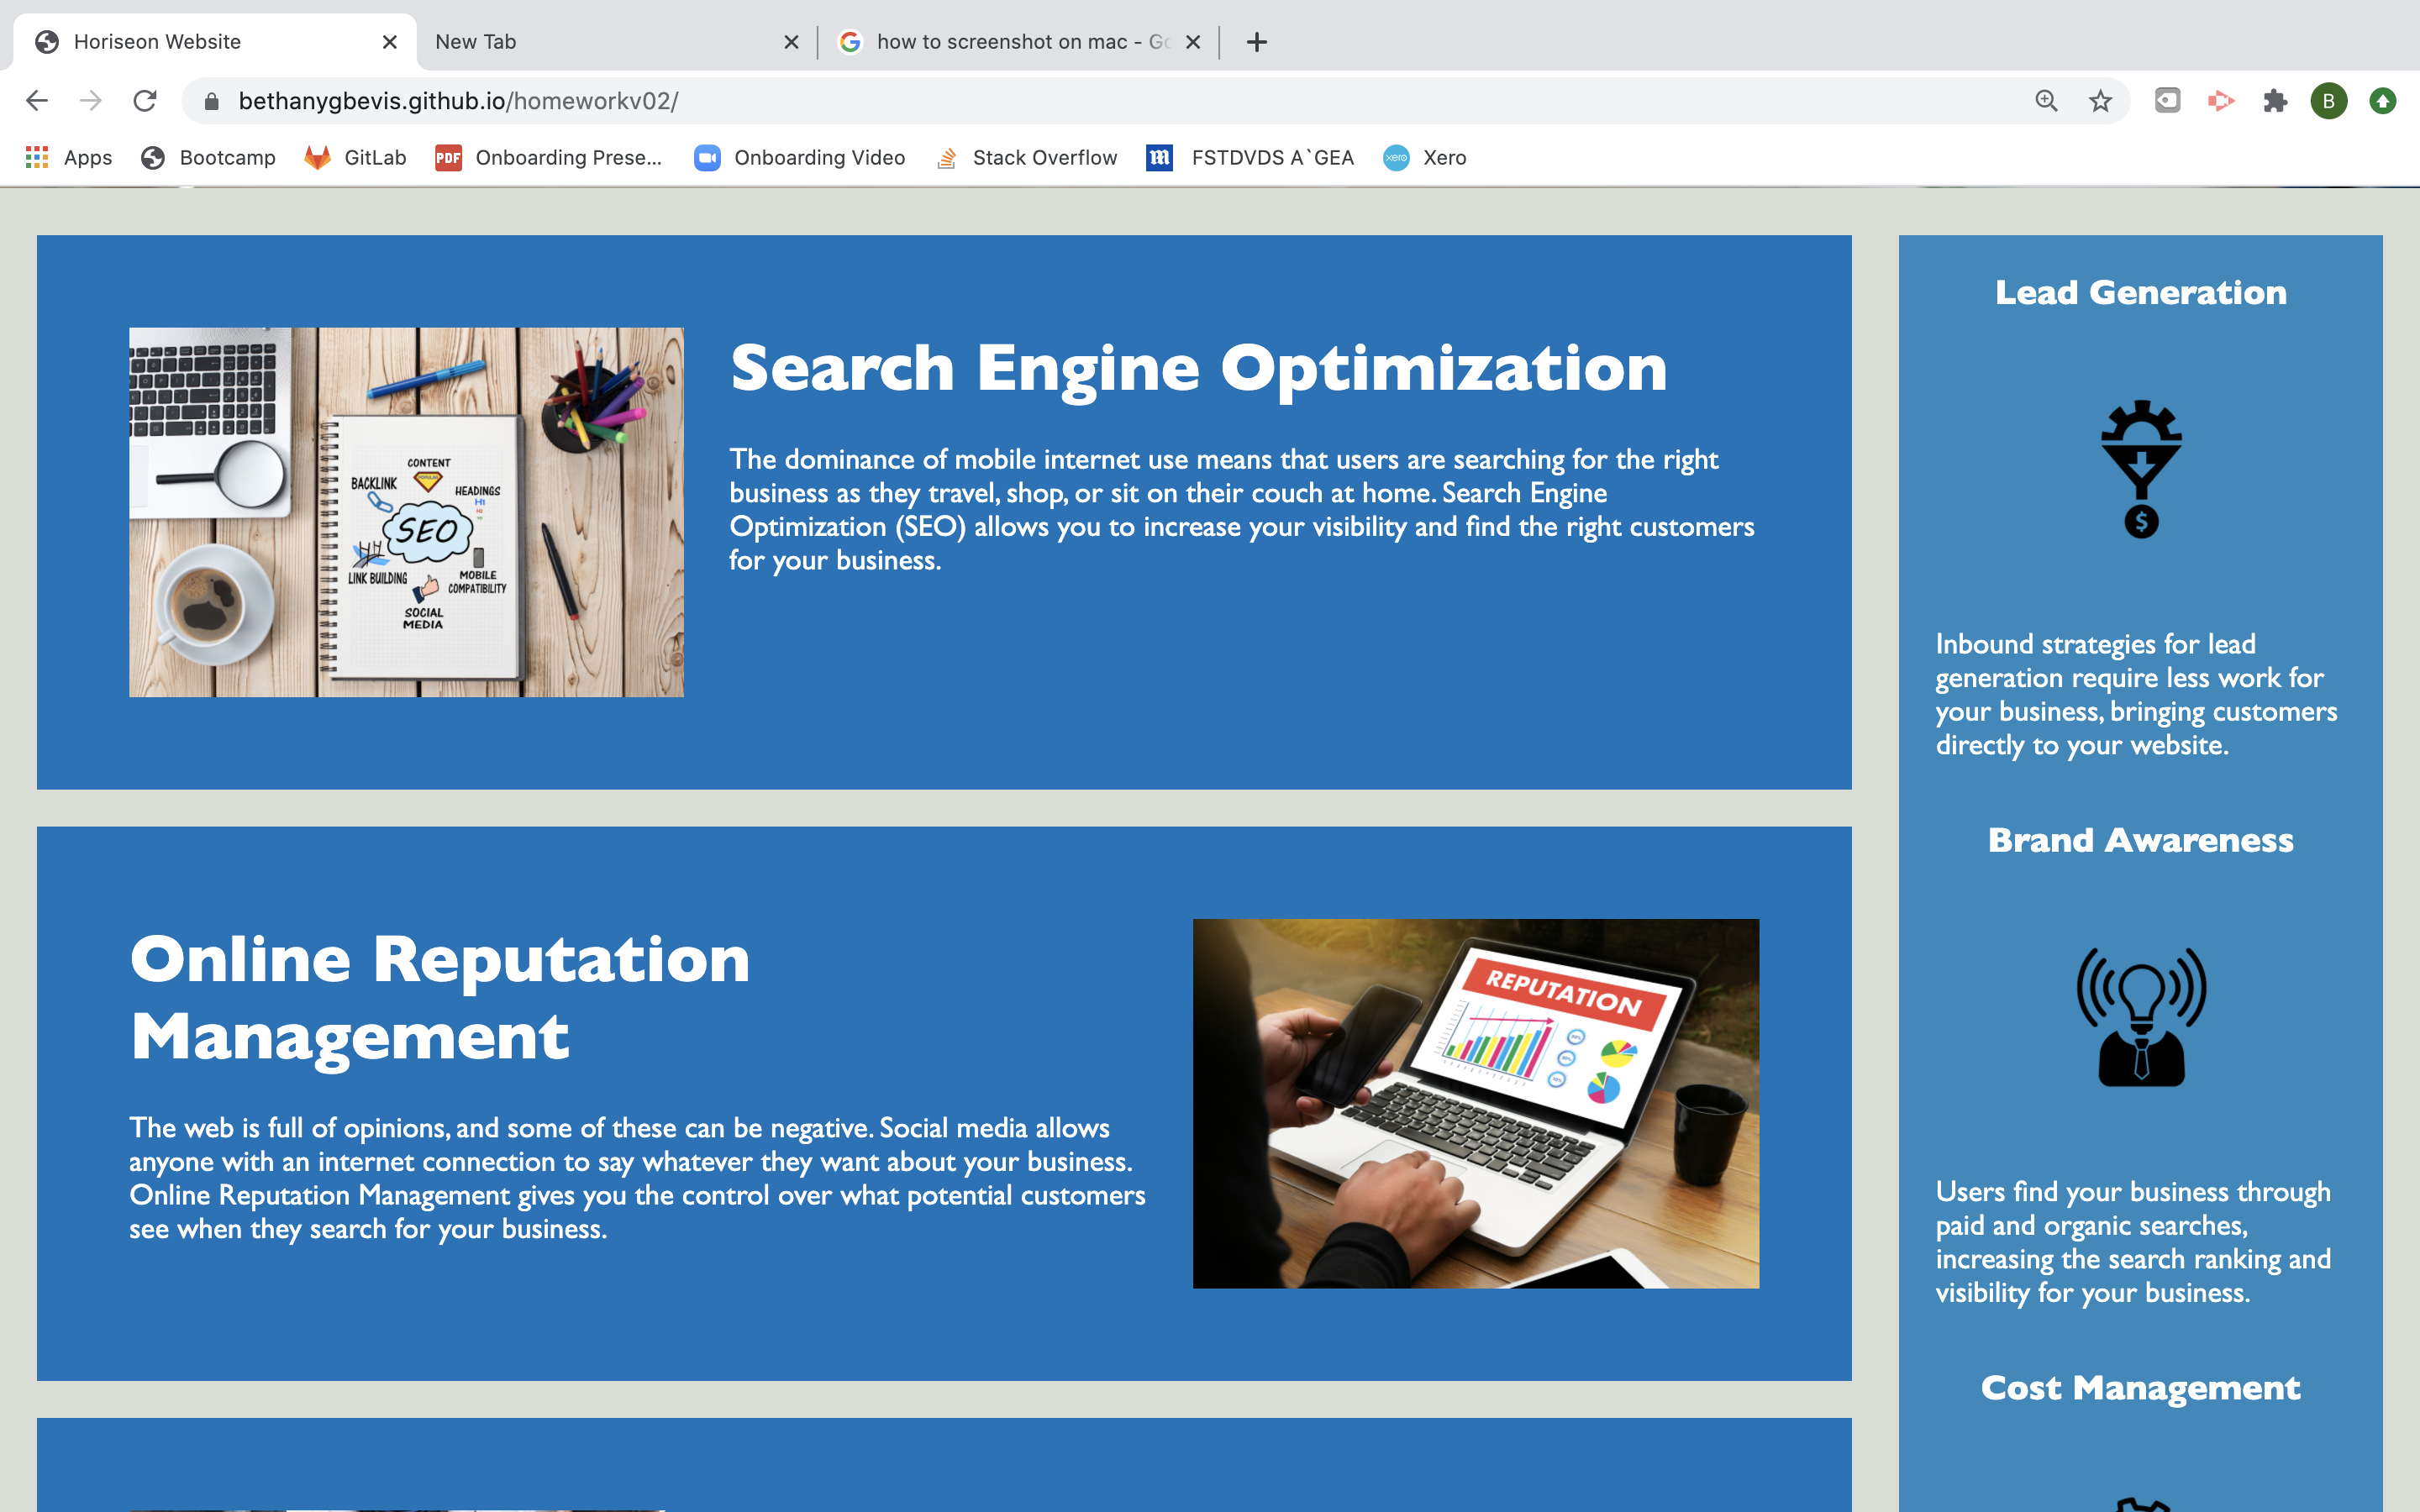 Horiseon Website
New Tab
how to screenshot on mac - Go
bethanygbevis.github.io/homeworkv02/
B
Apps
Bootcamp
GitLab
PDF
Onboarding Prese...
Onboarding Video
Stack Overflow
m
FSTDVDS A`GEA
xero
Xero
Search Engine Optimization
The dominance of mobile internet use means that users are searching for the right
business as they travel, shop, or sit on their couch at home. Search Engine
Optimization (SEO) allows you to increase your visibility and find the right customers
for your business.
CONTENT
BACKLINK
HEADINGS
H1
SEO
LINK BUILDING
MOBILE
COMPATIBILITY
SOCIAL
MEDIA
Online Reputation
Management
The web is full of opinions, and some of these can be negative. Social media allows
anyone with an internet connection to say whatever they want about your business.
Online Reputation Management gives you the control over what potential customers
see when they search for your business.
REPUTATION
Lead Generation
$
Inbound strategies for lead
generation require less work for
your business, bringing customers
directly to your website.
Brand Awareness
Users find your business through
paid and organic searches,
increasing the search ranking and
visibility for your business.
Cost Management